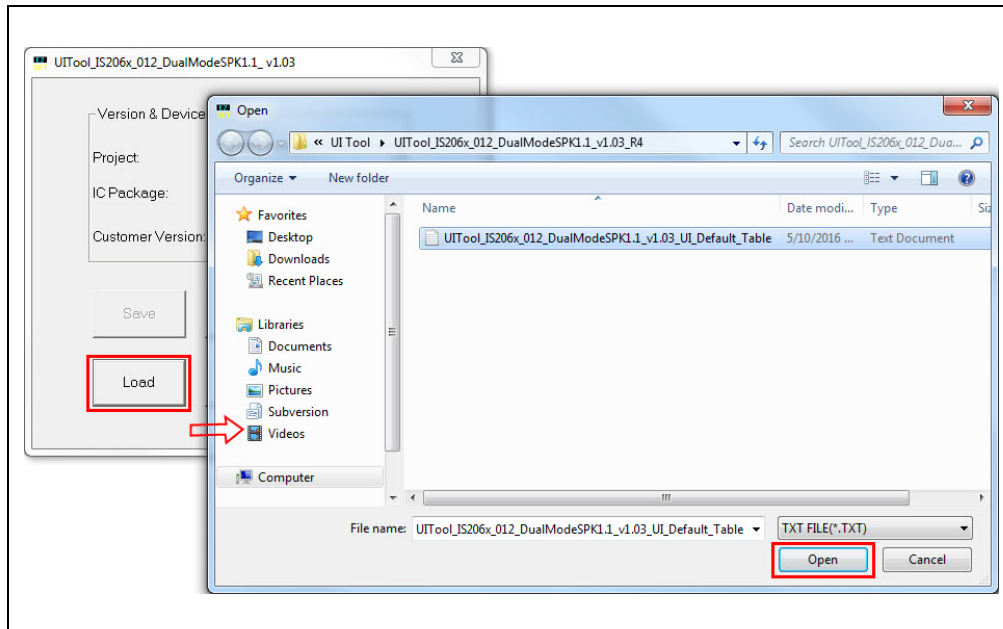 UITool_IS206x_012_DualModeSPK1.1_ v1.03
Version & Device
Project:
IC Package:
Customer Version:
Save
Load
Open
« UI Tool UITool_IS206x_012_DualModeSPK1.1_v1.03_R4
Search UITool_IS206x_012_Dua...
Organize New folder
Favorites
Desktop
Downloads
Recent Places
Libraries
Documents
Music
Pictures
Subversion
Videos
Computer
Name Date modi... Type Siz
UITool_IS206x_012_DualModeSPK1.1_v1.03_UI_Default_Table 5/10/2016 ... Text Document
File name: UITool_IS206x_012_DualModeSPK1.1_v1.03_UI_Default_Table TXT FILE(*.TXT)
Open Cancel